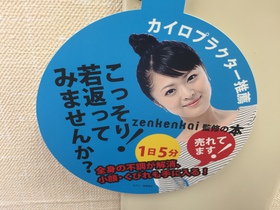 カイロプラクター推薦
こっそり!
若返って
みませんか?
zenkenkai 監修の本
売れて
ます!
1日5分
全身の不調が解消、
小顔・くびれも手に入る!